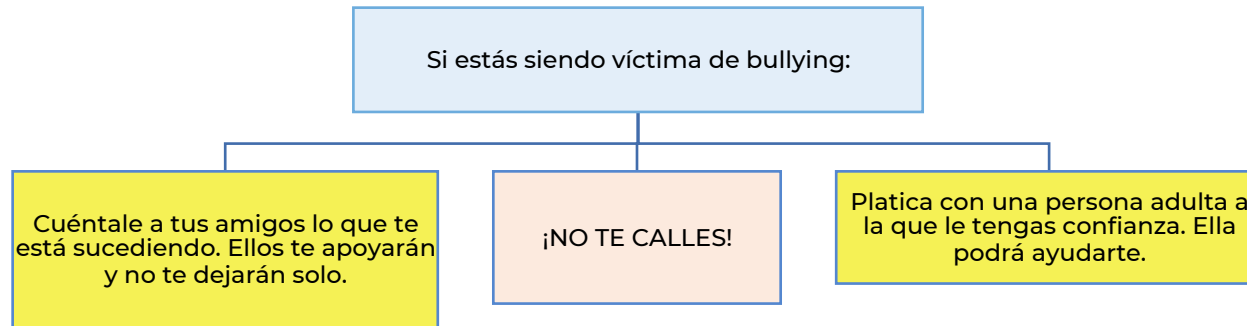 Si estás siendo víctima de bullying:
Cuéntale a tus amigos lo que te
está sucediendo. Ellos te apoyarán
y no te dejarán solo.
¡NO TE CALLES!
Platica con una persona adulta a
la que le tengas confianza. Ella
podrá ayudarte.